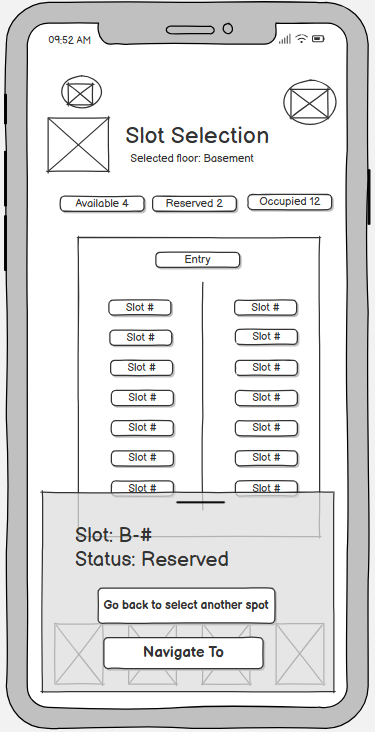 09:52 AM
Slot Selection
Selected floor: Basement
Available 4 Reserved 2 Occupied 12
Entry
Slot # Slot #
Slot # Slot #
Slot # Slot #
Slot # Slot #
Slot # Slot #
Slot # Slot #
Slot # Slot #
Slot: B-#
Status: Reserved
Go back to select another spot
Navigate To